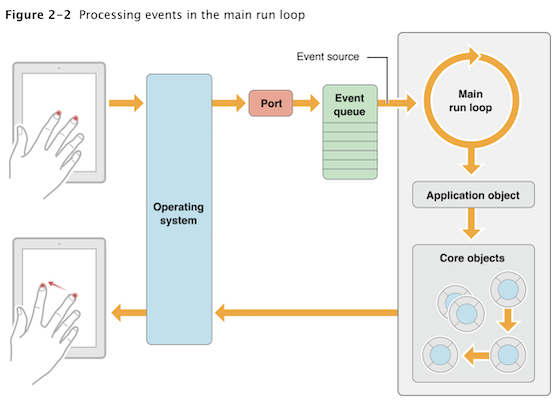 Figure 2-2 Processing events in the main run loop
Event source
Port
Event
queue
Main
run loop
Operating
system
Application object
Core objects